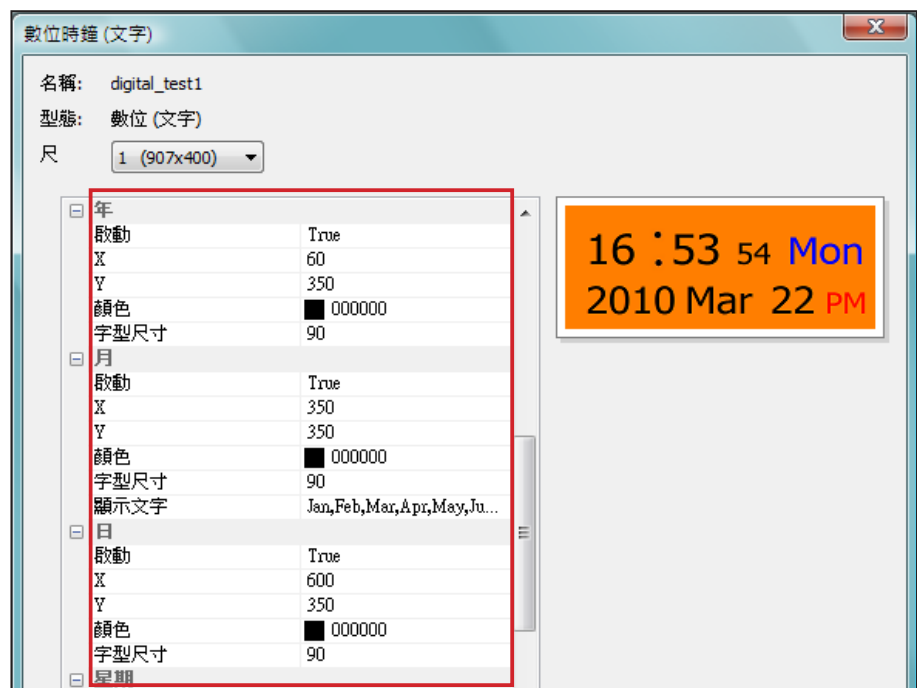 數位時鐘 (文字)
名稱: digital_test1
型態: 數位 (文字)
尺 1 (907x400)
年
啟動 True
X 60
Y 350
顏色 000000
字型尺寸 90
月
啟動 True
X 350
Y 350
顏色 000000
字型尺寸 90
顯示文字 Jan,Feb,Mar,Apr,May,Ju...
日
啟動 True
X 600
Y 350
顏色 000000
字型尺寸 90
星期
16:53 54 Mon
2010 Mar 22 PM